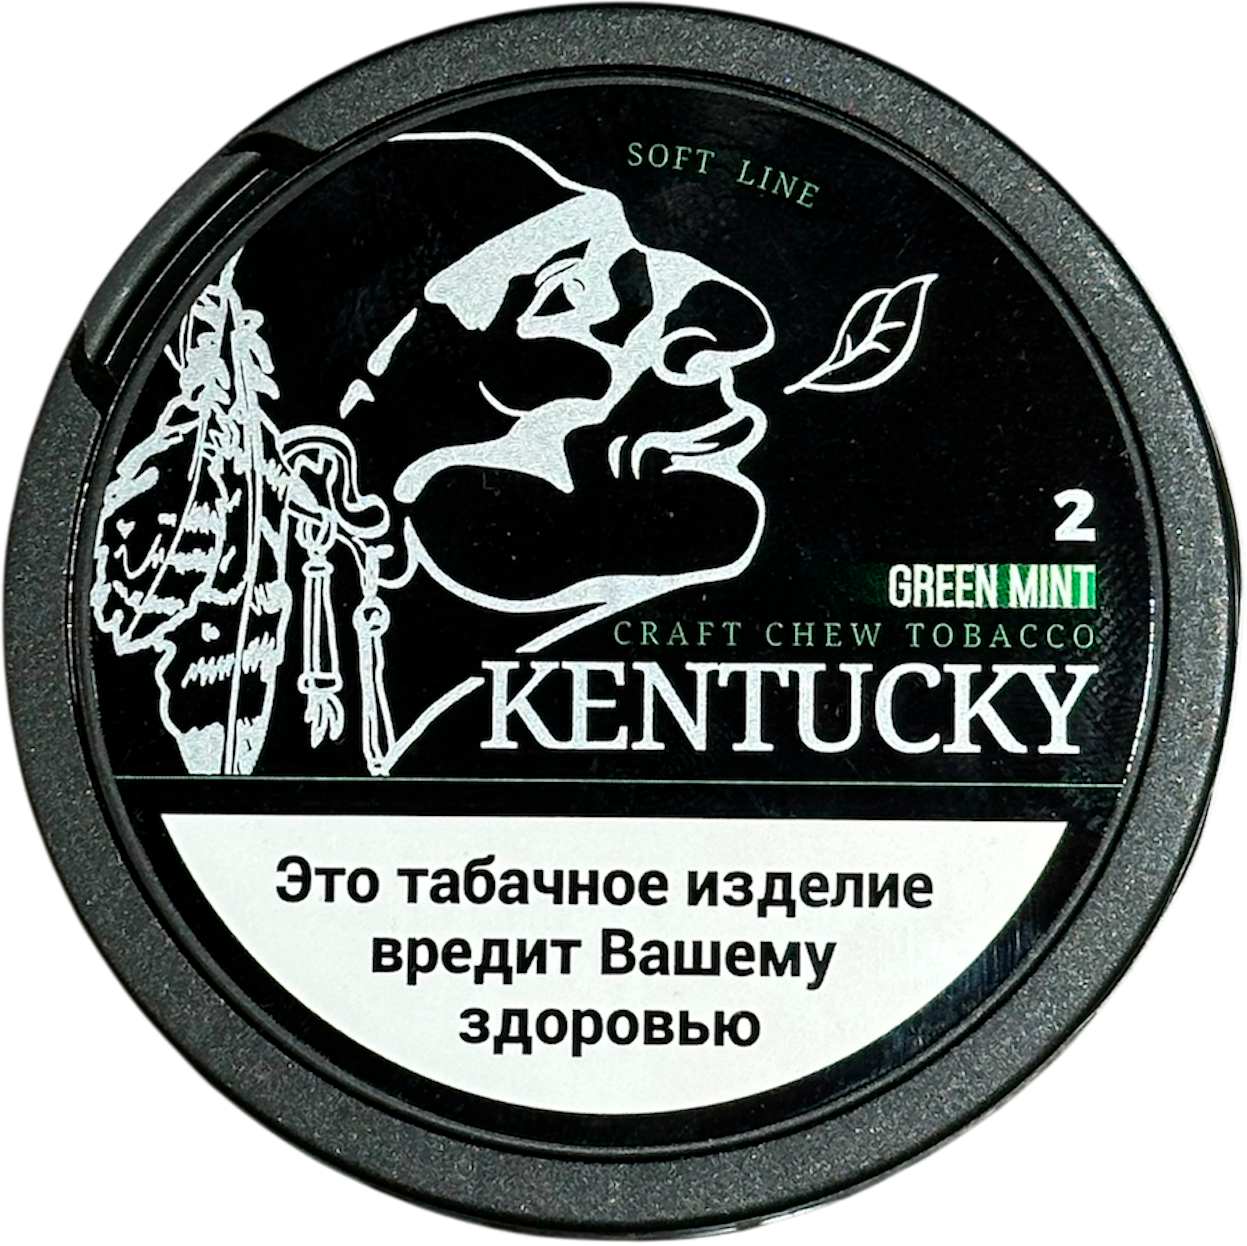 SOFT LINE
2
GREEN MINT
CRAFT CHEW TOBACCO
KENTUCKY
Это табачное изделие
вредит Вашему
здоровью